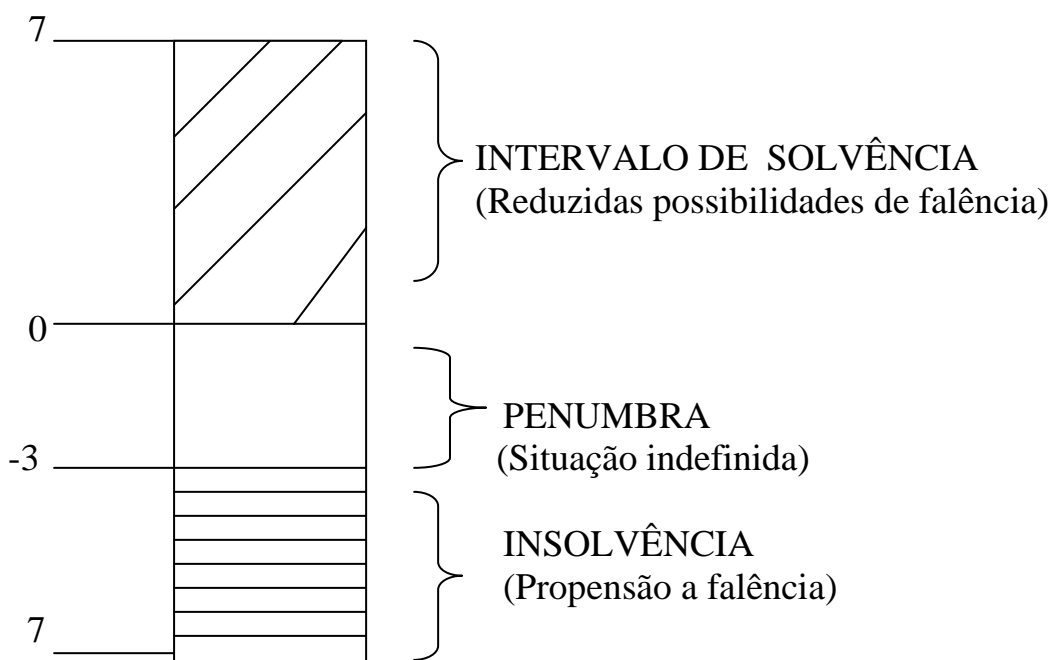 7
INTERVALO DE SOLVÊNCIA
(Reduzidas possibilidades de falência)
0
PENUMBRA
-3
(Situação indefinida)
INSOLVÊNCIA
(Propensão a falência)
7